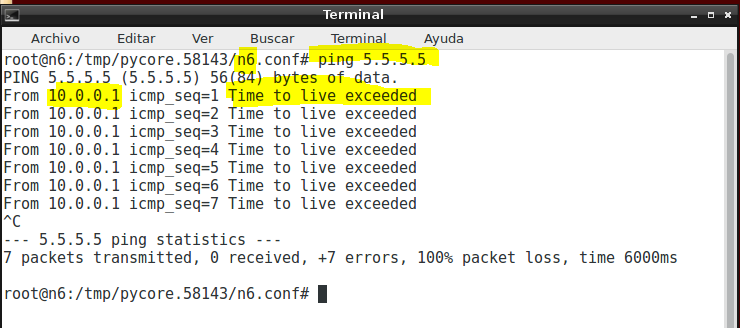 Terminal
Archivo Editar Ver Buscar Terminal Ayuda
root@n6:/tmp/pycore.58143/n6.conf# ping 5.5.5.5
PING 5.5.5.5 (5.5.5.5) 56(84) bytes of data.
From 10.0.0.1 icmp_seq=1 Time to live exceeded
From 10.0.0.1 icmp_seq=2 Time to live exceeded
From 10.0.0.1 icmp_seq=3 Time to live exceeded
From 10.0.0.1 icmp_seq=4 Time to live exceeded
From 10.0.0.1 icmp_seq=5 Time to live exceeded
From 10.0.0.1 icmp_seq=6 Time to live exceeded
From 10.0.0.1 icmp_seq=7 Time to live exceeded
^C
--- 5.5.5.5 ping statistics ---
7 packets transmitted, 0 received, +7 errors, 100% packet loss, time 6000ms
root@n6:/tmp/pycore.58143/n6.conf#